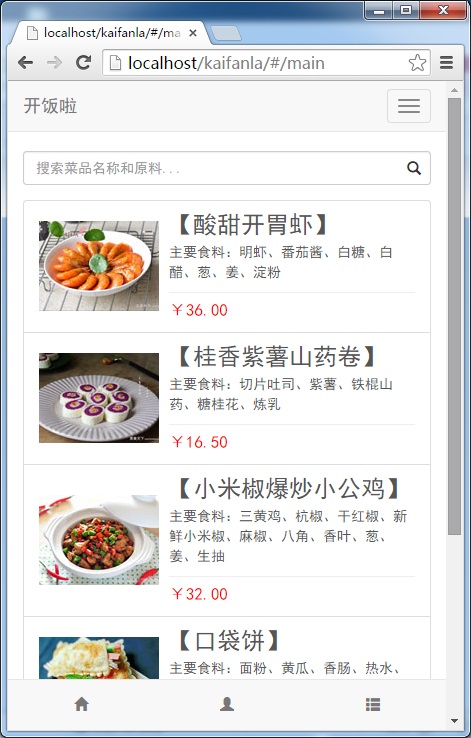 localhost/kaifanla/#/ma
localhost/kaifanla/#/main
开饭啦
搜索菜品名称和原料...
【酸甜开胃虾】
主要食料：明虾、番茄酱、白糖、白
醋、葱、姜、淀粉
￥36.00
【桂香紫薯山药卷】
主要食料：切片吐司、紫薯、铁棍山
药、糖桂花、炼乳
￥16.50
【小米椒爆炒小公鸡】
主要食料：三黄鸡、杭椒、干红椒、新
鲜小米椒、麻椒、八角、香叶、葱、
姜、生抽
￥32.00
【口袋饼】
主要食料：面粉、黄瓜、香肠、热水、